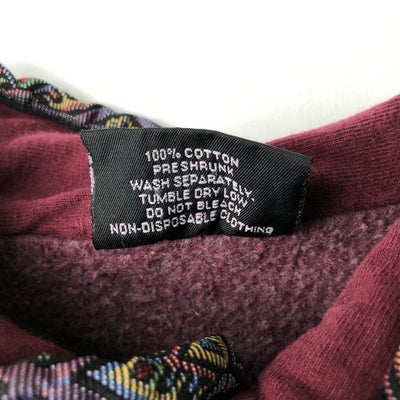 100% COTTON
PRESHRUNK
WASH SEPARATELY,
TUMBLE DRY LOW,
DO NOT BLEACH
NON-DISPOSABLE CLOTHING